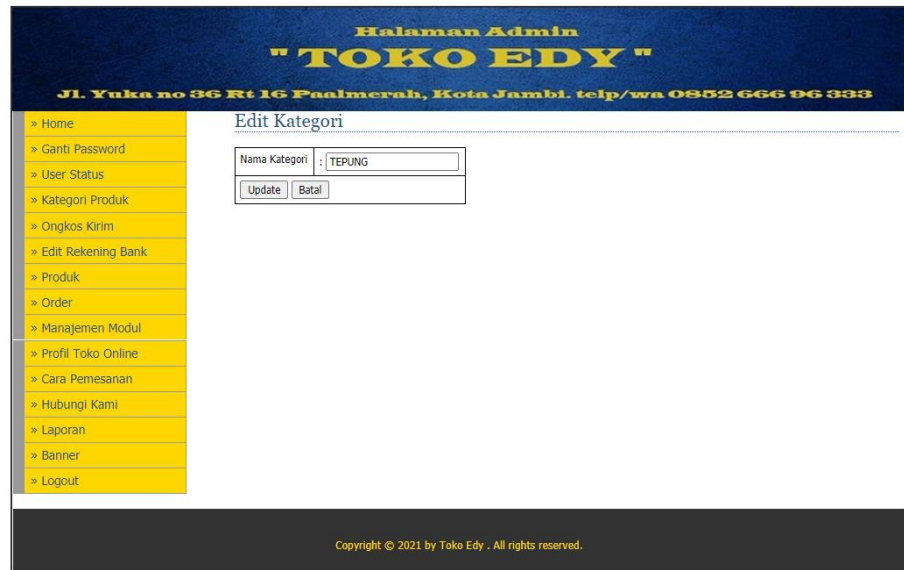 Halaman Admin
" TOKO EDY "
Jl. Yuka no 36 Rt 16 Paalmerah, Kota Jambi. telp/wa 0852 666 96 333
» Home
» Ganti Password
» User Status
» Kategori Produk
» Ongkos Kirim
» Edit Rekening Bank
» Produk
» Order
» Manajemen Modul
» Profil Toko Online
» Cara Pemesanan
» Hubungi Kami
» Laporan
» Banner
» Logout
Edit Kategori
Nama Kategori : TEPUNG
Update Batal
Copyright © 2021 by Toko Edy . All rights reserved.